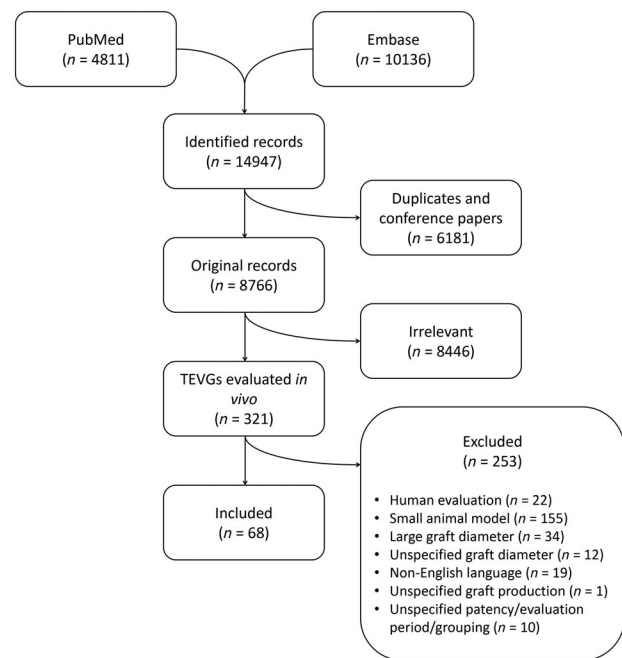 PubMed
(n = 4811)
Embase
(n = 10136)
Identified records
(n = 14947)
Duplicates and
conference papers
(n = 6181)
Original records
(n = 8766)
Irrelevant
(n = 8446)
TEVGs evaluated in
vivo
(n = 321)
Excluded
(n = 253)
• Human evaluation (n = 22)
• Small animal model (n = 155)
• Large graft diameter (n = 34)
• Unspecified graft diameter (n = 12)
• Non-English language (n = 19)
• Unspecified graft production (n = 1)
• Unspecified patency/evaluation
period/grouping (n = 10)
Included
(n = 68)